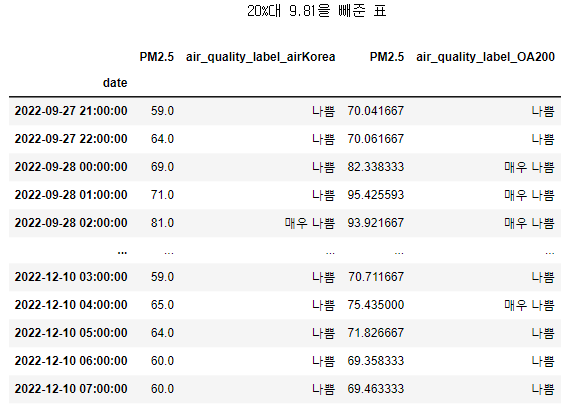 20%대 9.81을 빼준 표
PM2.5 air_quality_label_airKorea PM2.5 air_quality_label_OA200
date
2022-09-27 21:00:00 59.0 나쁨 70.041667 나쁨
2022-09-27 22:00:00 64.0 나쁨 70.061667 나쁨
2022-09-28 00:00:00 69.0 나쁨 82.338333 매우 나쁨
2022-09-28 01:00:00 71.0 나쁨 95.425593 매우 나쁨
2022-09-28 02:00:00 81.0 매우 나쁨 93.921667 매우 나쁨
... ... ... ... ...
2022-12-10 03:00:00 59.0 나쁨 70.711667 나쁨
2022-12-10 04:00:00 65.0 나쁨 75.435000 매우 나쁨
2022-12-10 05:00:00 64.0 나쁨 71.826667 나쁨
2022-12-10 06:00:00 60.0 나쁨 69.358333 나쁨
2022-12-10 07:00:00 60.0 나쁨 69.463333 나쁨